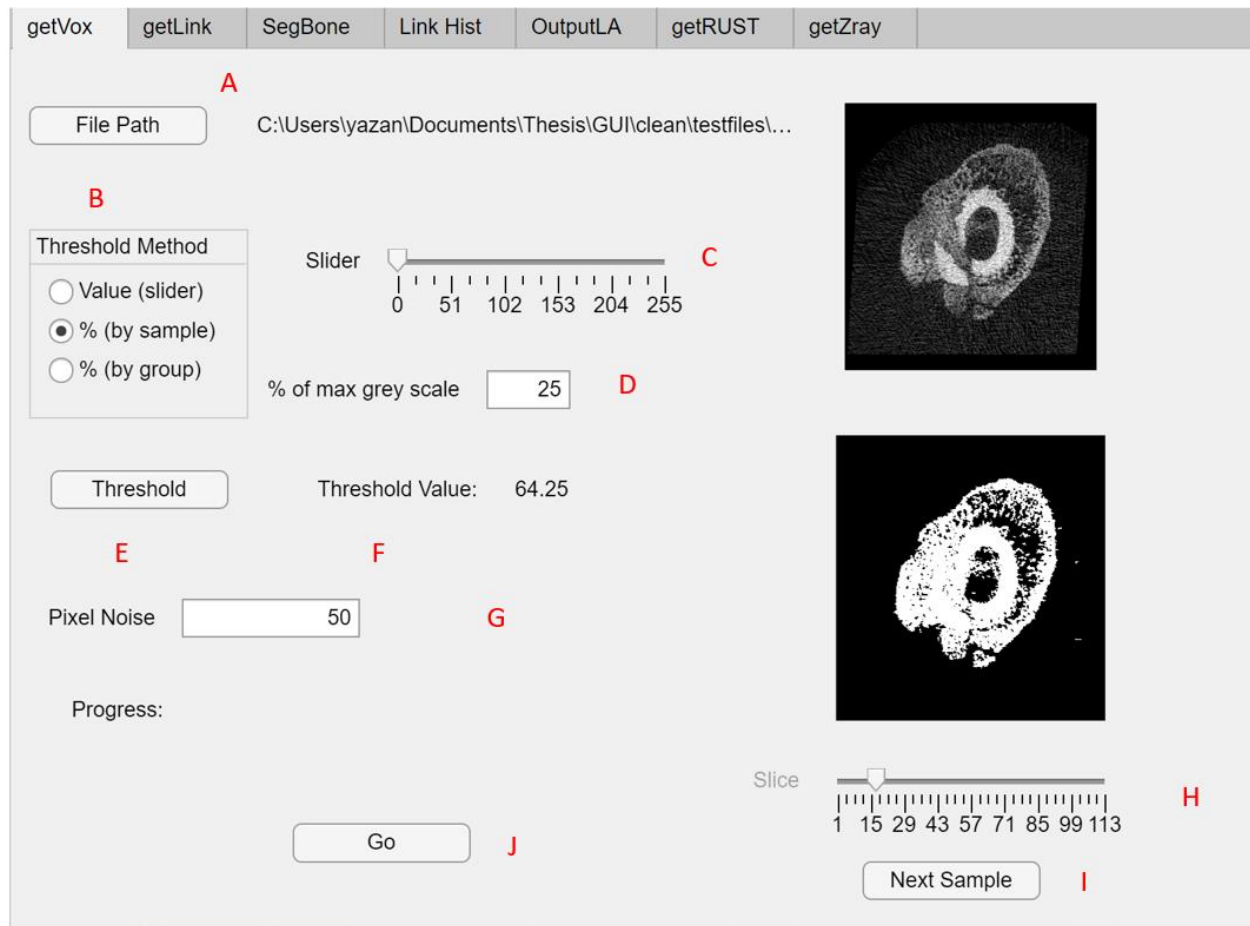 getVox getLink SegBone Link Hist OutputLA getRUST getZray
A
File Path C:\Users\yazan\Documents\Thesis\GUI\clean\testfiles\...
B
Threshold Method
Value (slider)
% (by sample)
% (by group)
Slider C
0 51 102 153 204 255
% of max grey scale 25 D
Threshold Threshold Value: 64.25
E F
Pixel Noise 50 G
Progress:
Slice H
1 15 29 43 57 71 85 99 113
Go J
Next Sample I